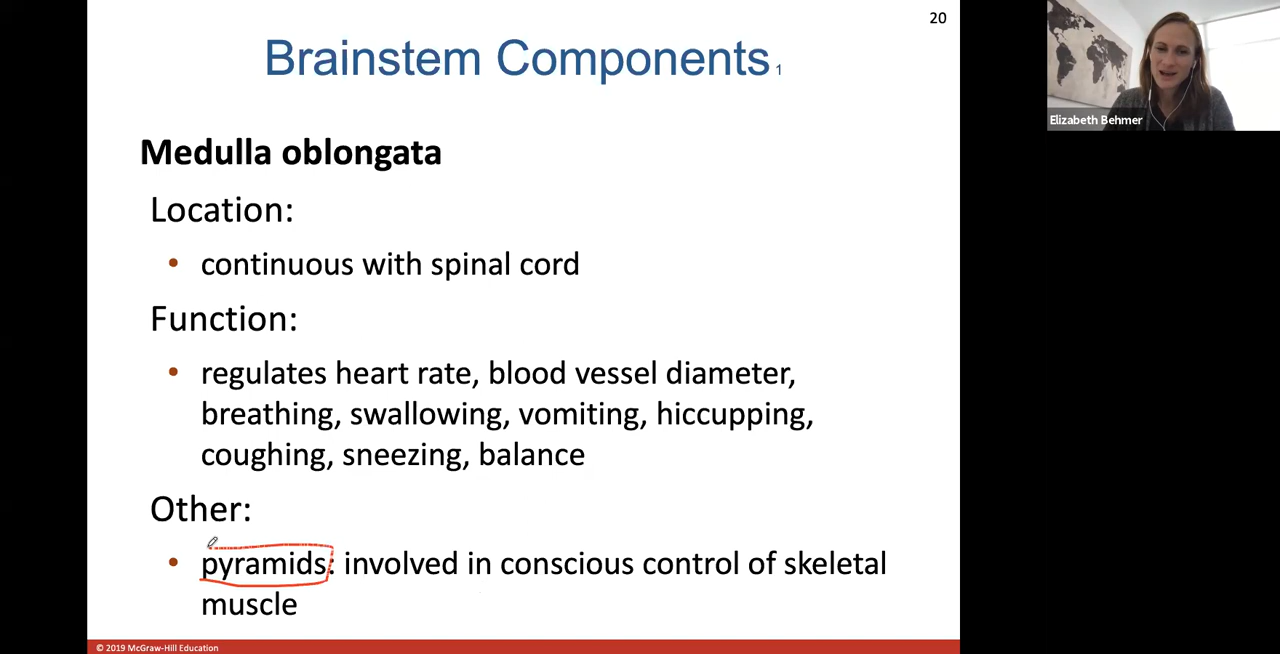 20
Brainstem Components 1
Elizabeth Behmer
Medulla oblongata
Location:
• continuous with spinal cord
Function:
• regulates heart rate, blood vessel diameter,
breathing, swallowing, vomiting, hiccupping,
coughing, sneezing, balance
Other:
• pyramids: involved in conscious control of skeletal
muscle
© 2019 McGraw-Hill Education